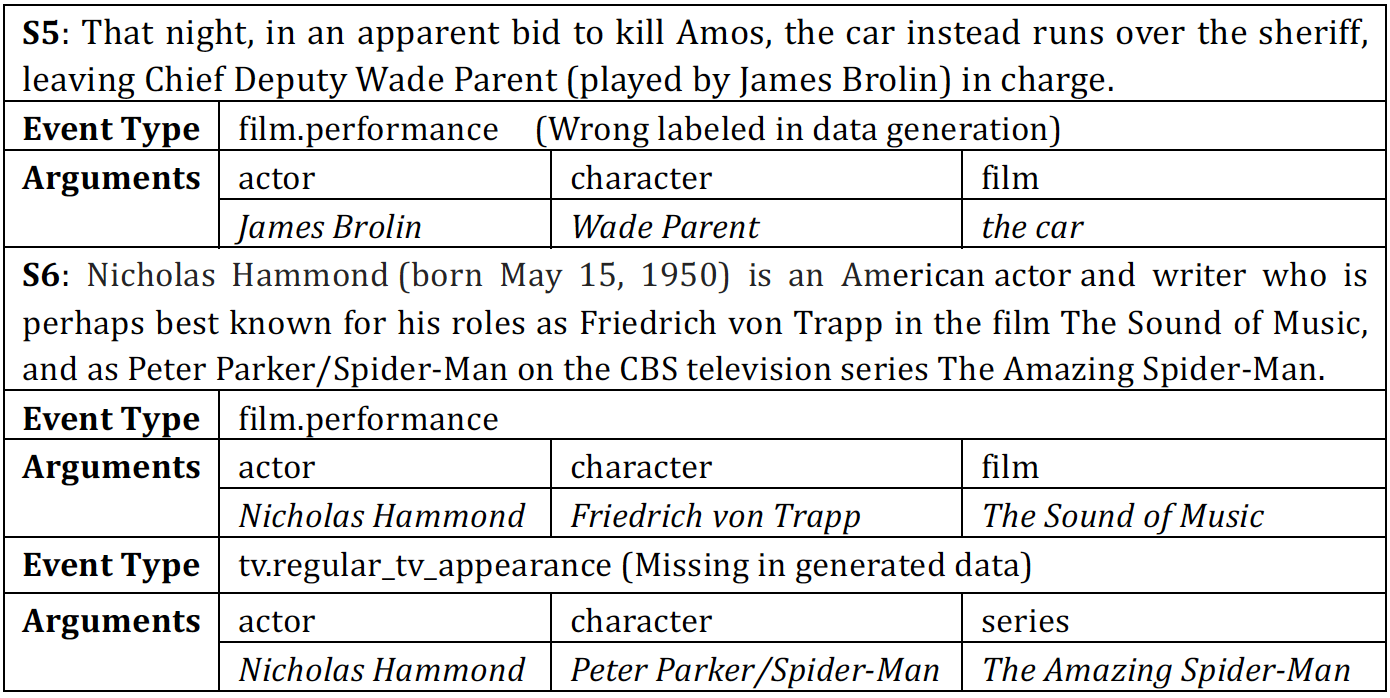 S5: That night, in an apparent bid to kill Amos, the car instead runs over the sheriff,
leaving Chief Deputy Wade Parent (played by James Brolin) in charge.
Event Type film.performance (Wrong labeled in data generation)
Arguments actor character film
James Brolin Wade Parent the car
S6: Nicholas Hammond (born May 15, 1950) is an American actor and writer who is
perhaps best known for his roles as Friedrich von Trapp in the film The Sound of Music,
and as Peter Parker/Spider-Man on the CBS television series The Amazing Spider-Man.
Event Type film.performance
Arguments actor character film
Nicholas Hammond Friedrich von Trapp The Sound of Music
Event Type tv.regular_tv_appearance (Missing in generated data)
Arguments actor character series
Nicholas Hammond Peter Parker/Spider-Man The Amazing Spider-Man